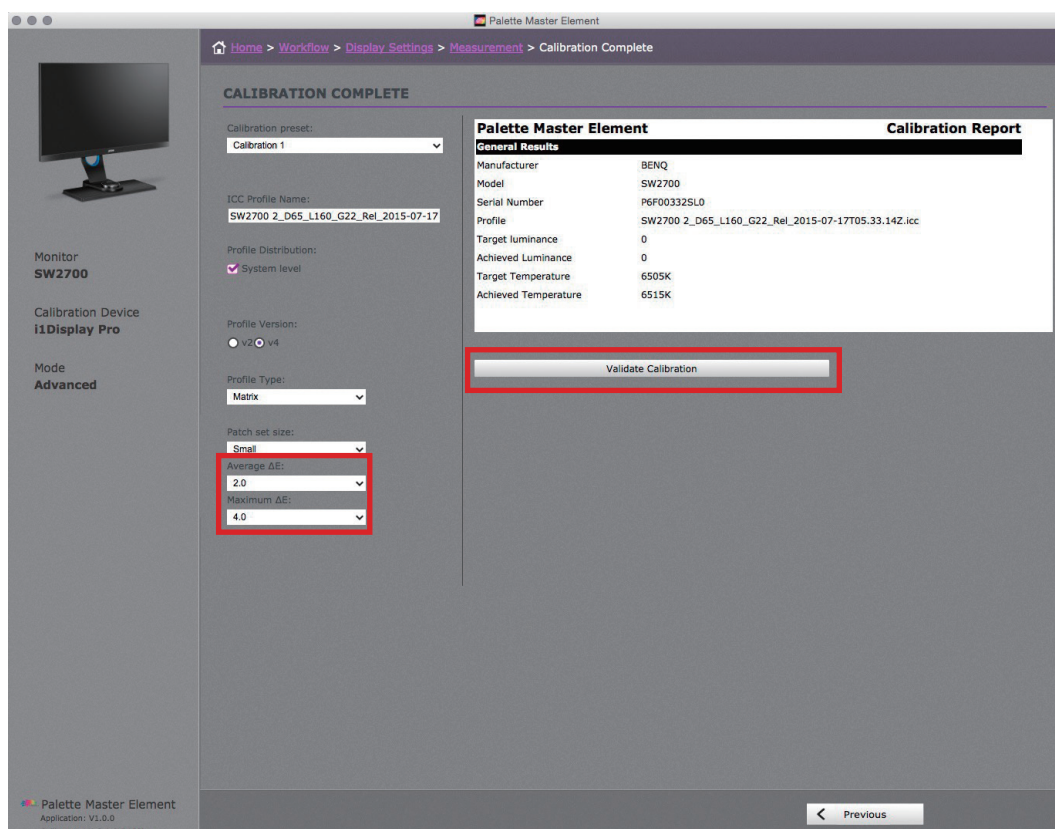 Palette Master Element
Home > Workflow > Display Settings > Measurement > Calibration Complete
CALIBRATION COMPLETE
Monitor
SW2700
Calibration Device
i1Display Pro
Mode
Advanced
Calibration preset:
Calibration 1
ICC Profile Name:
SW2700 2_D65_L160_G22_Rel_2015-07-17
Profile Distribution:
System level
Profile Version:
v2 v4
Profile Type:
Matrix
Patch set size:
Small
Average ΔE:
2.0
Maximum ΔE:
4.0
Palette Master Element Calibration Report
General Results
Manufacturer BENQ
Model SW2700
Serial Number P6F00332SL0
Profile SW2700 2_D65_L160_G22_Rel_2015-07-17T05.33.14Z.icc
Target luminance 0
Achieved Luminance 0
Target Temperature 6505K
Achieved Temperature 6515K
Validate Calibration
Palette Master Element
Application: V1.0.0
Previous